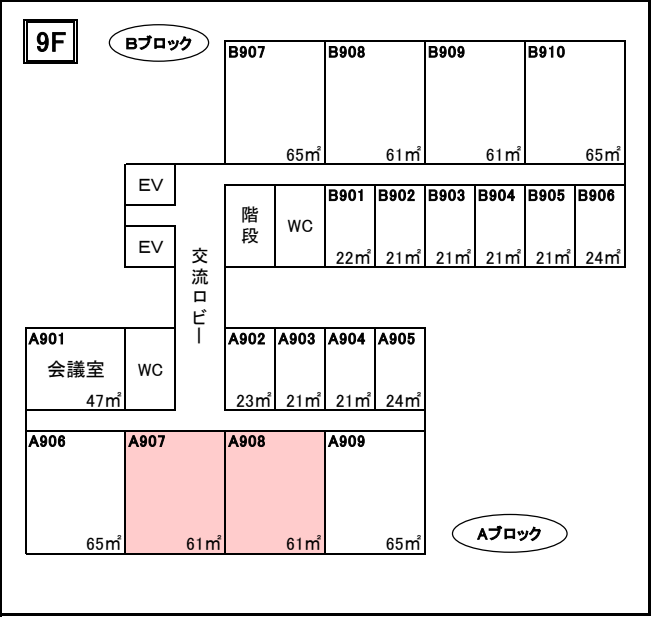 9F
Bブロック
B907
B908
B909
B910
65㎡
61㎡
61㎡
65㎡
EV
EV
階段
WC
B901
B902
B903
B904
B905
B906
22㎡
21㎡
21㎡
21㎡
21㎡
24㎡
交流ロビー
A901
会議室
47㎡
WC
A902
A903
A904
A905
23㎡
21㎡
21㎡
24㎡
A906
A907
A908
A909
65㎡
61㎡
61㎡
65㎡
Aブロック